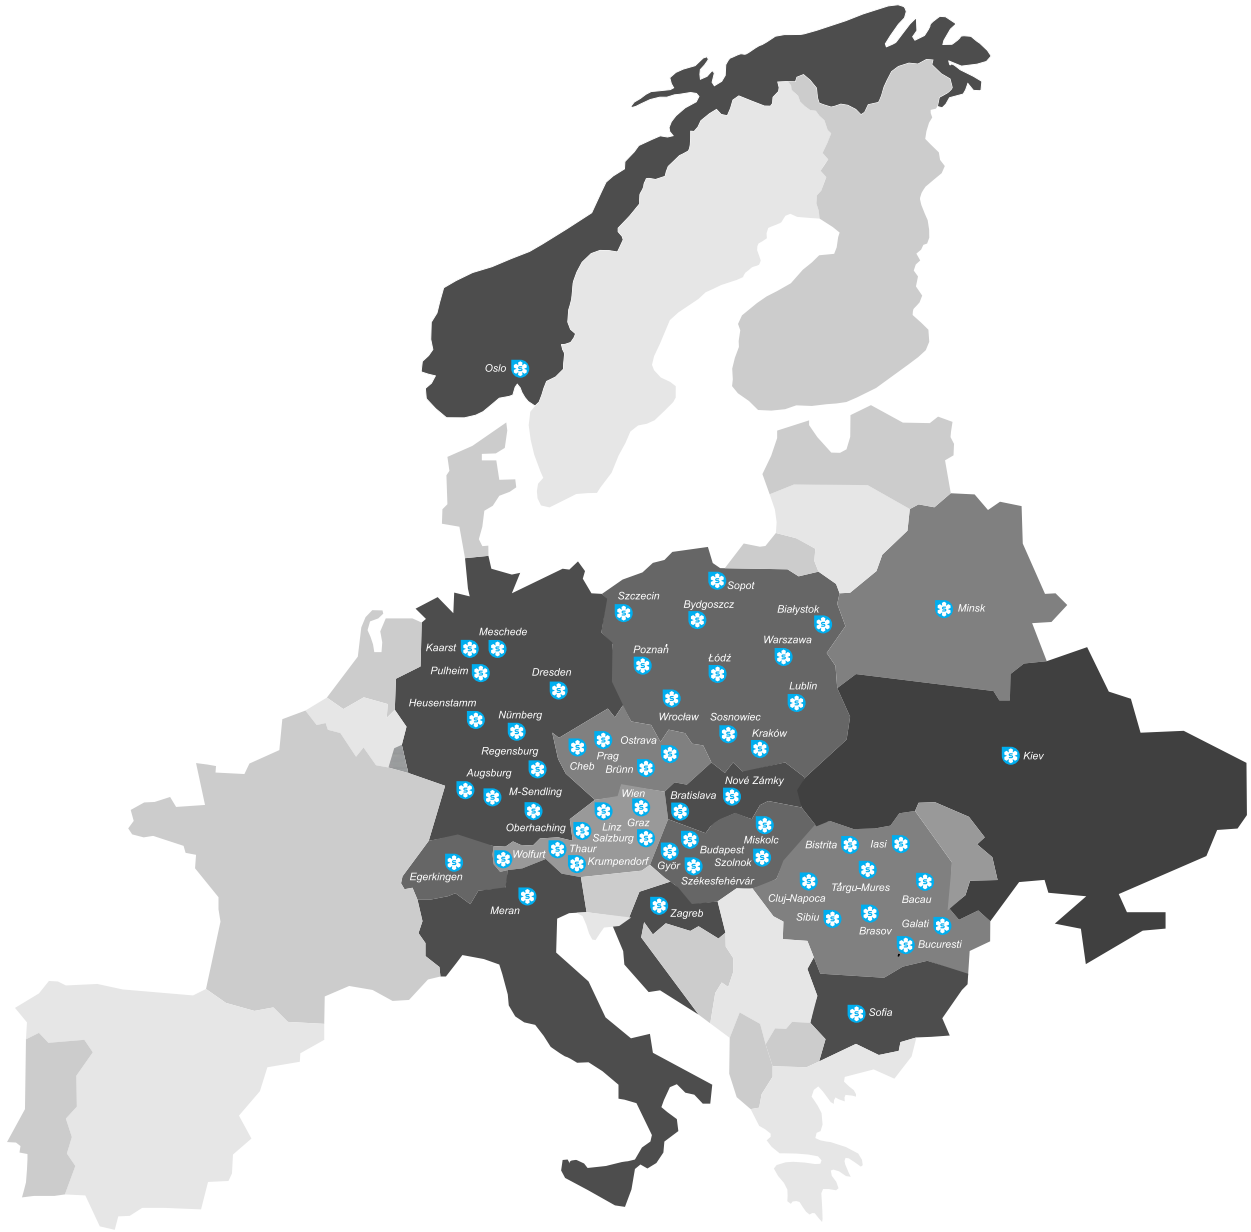 Oslo
Sopot
Szczecin
Bydgoszcz
Białystok
Minsk
Meschede
Kaarst
Warszawa
Poznań
Łódź
Pulheim
Dresden
Lublin
Heusenstamm
Nürnberg
Wrocław
Sosnowiec
Kraków
Regensburg
Ostrava
Prag
Cheb
Brünn
Kiev
Augsburg
Nové Zámky
M-Sendling
Wien
Bratislava
Oberhaching
Linz
Graz
Salzburg
Miskolc
Bistrita
Iasi
Thaur
Wolfurt
Budapest
Krumpendorf
Győr
Szolnok
Egerkingen
Székesfehérvár
Târgu-Mures
Cluj-Napoca
Bacau
Meran
Zagreb
Sibiu
Brasov
Galati
Bucuresti
Sofia